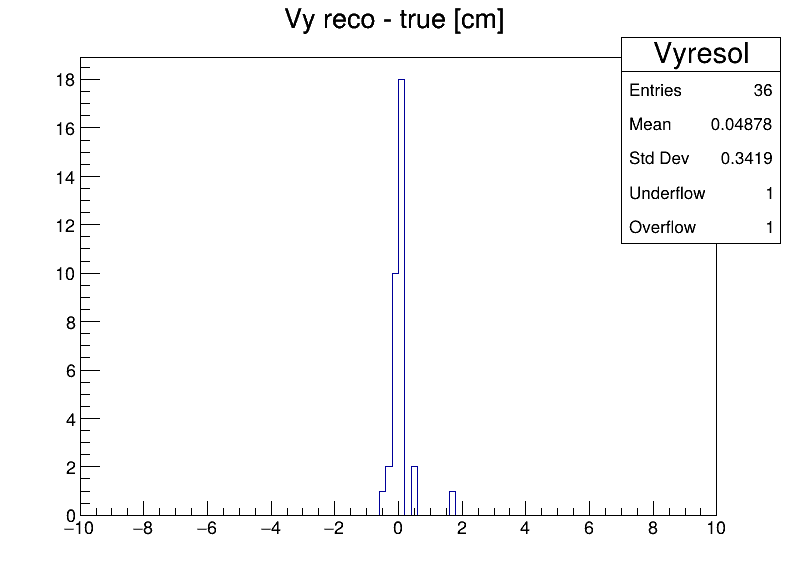 Vy reco - true [cm]
Vyresol
Entries 36
Mean 0.04878
Std Dev 0.3419
Underflow 1
Overflow 1
18
16
14
12
10
8
6
4
2
0
−10 −8 −6 −4 −2 0 2 4 6 8 10